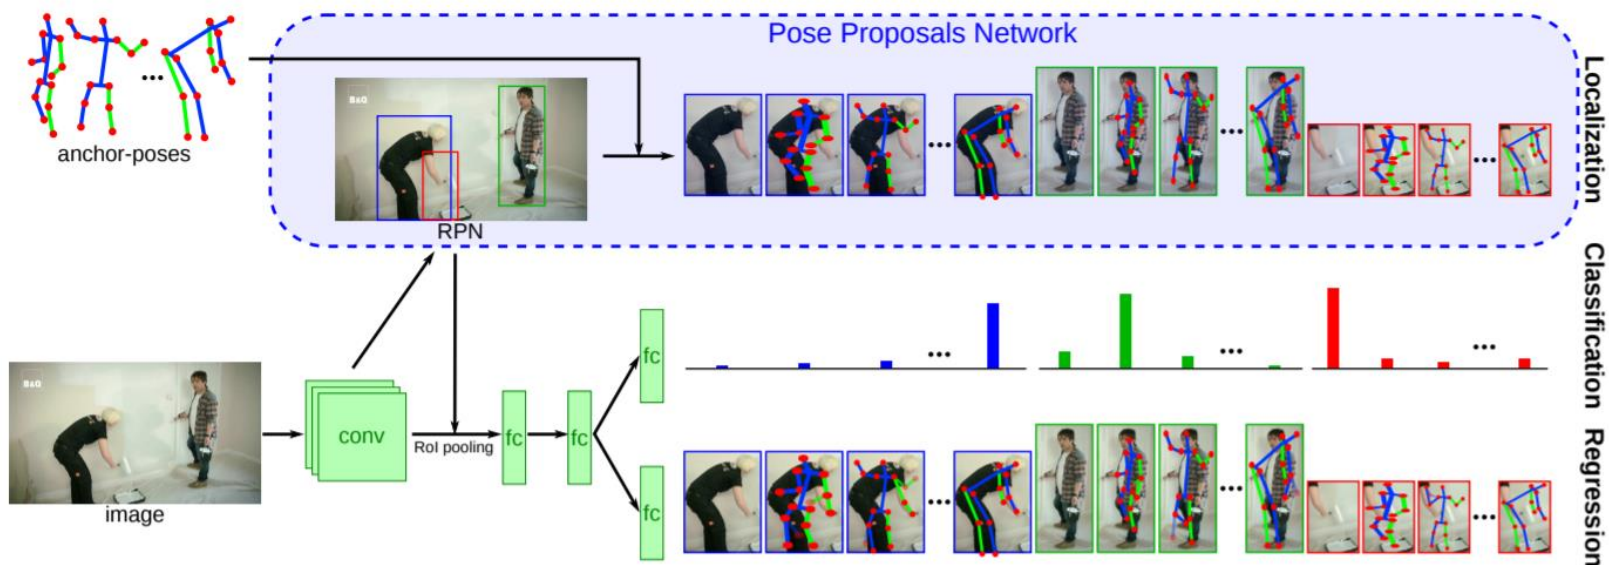 Pose Proposals Network
anchor-poses
...
B&Q
RPN
...
...
...
Localization
fc
...
...
...
Classification
B&Q
image
conv
RoI pooling
fc
fc
fc
...
...
...
Regression